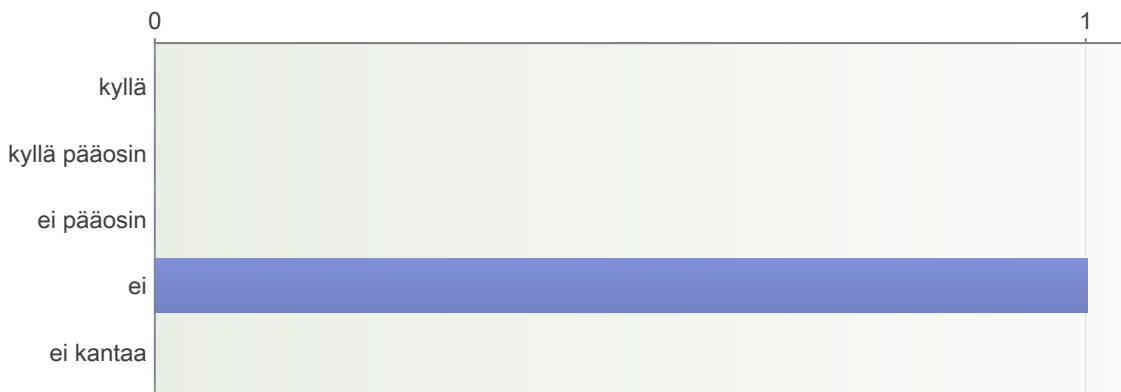 0 1
kyllä
kyllä pääosin
ei pääosin
ei
ei kantaa